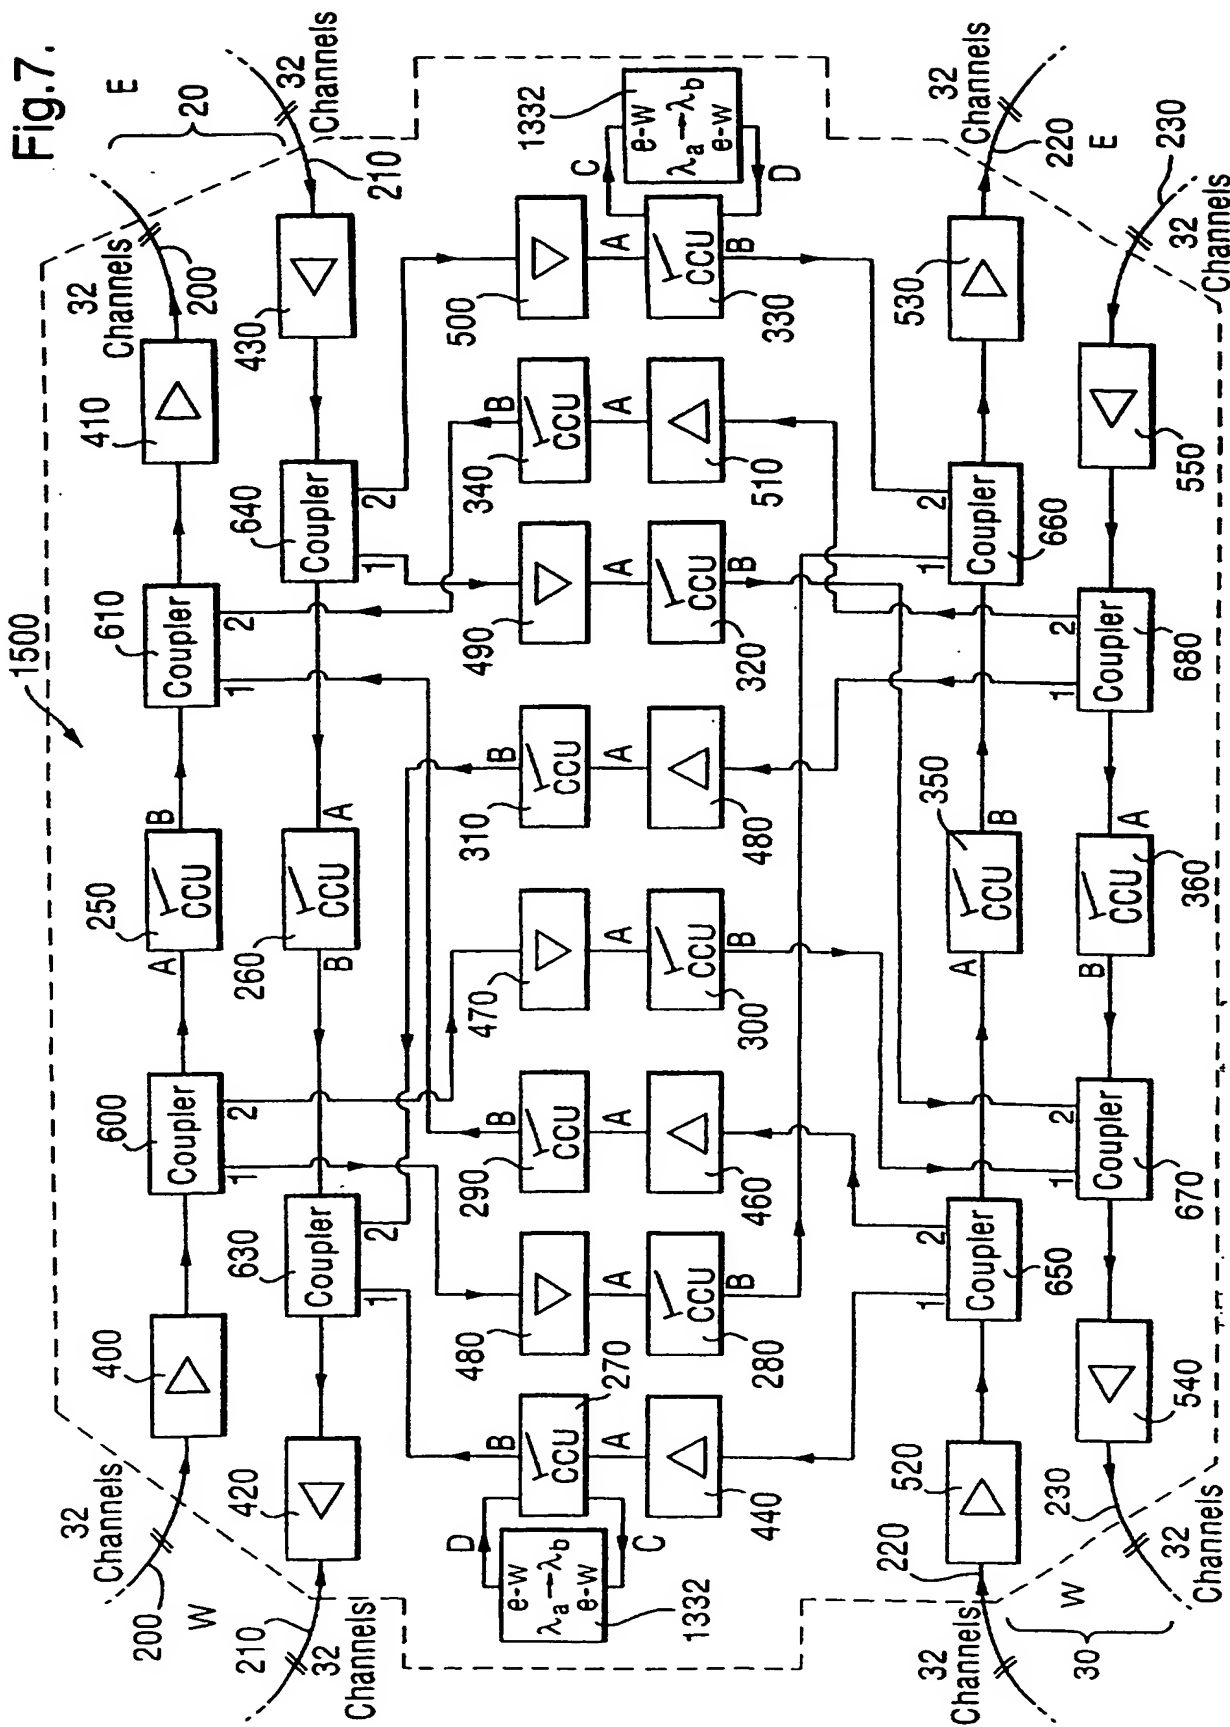 Fig.7.
1500
E
20
32
Channels
200
410
32
Channels
210
430
610
Coupler
1
2
640
Coupler
1
2
250
A
CCU
B
260
B
CCU
A
600
Coupler
1
2
630
Coupler
1
2
400
420
32
Channels
200
W
210
32
Channels
500
A
CCU
B
330
C
D
1332
e-W
λa→λb
e-W
340
B
CCU
A
510
490
A
CCU
B
320
310
B
CCU
A
480
470
A
CCU
B
300
290
B
CCU
A
460
480
A
CCU
B
280
270
B
CCU
A
440
D
C
e-W
λa→λb
e-W
1332
32
Channels
220
E
230
32
Channels
530
550
2
1
Coupler
660
2
1
Coupler
680
350
A
CCU
B
A
CCU
B
360
2
1
Coupler
650
2
1
Coupler
670
520
540
220
32
Channels
W
30
230
32
Channels